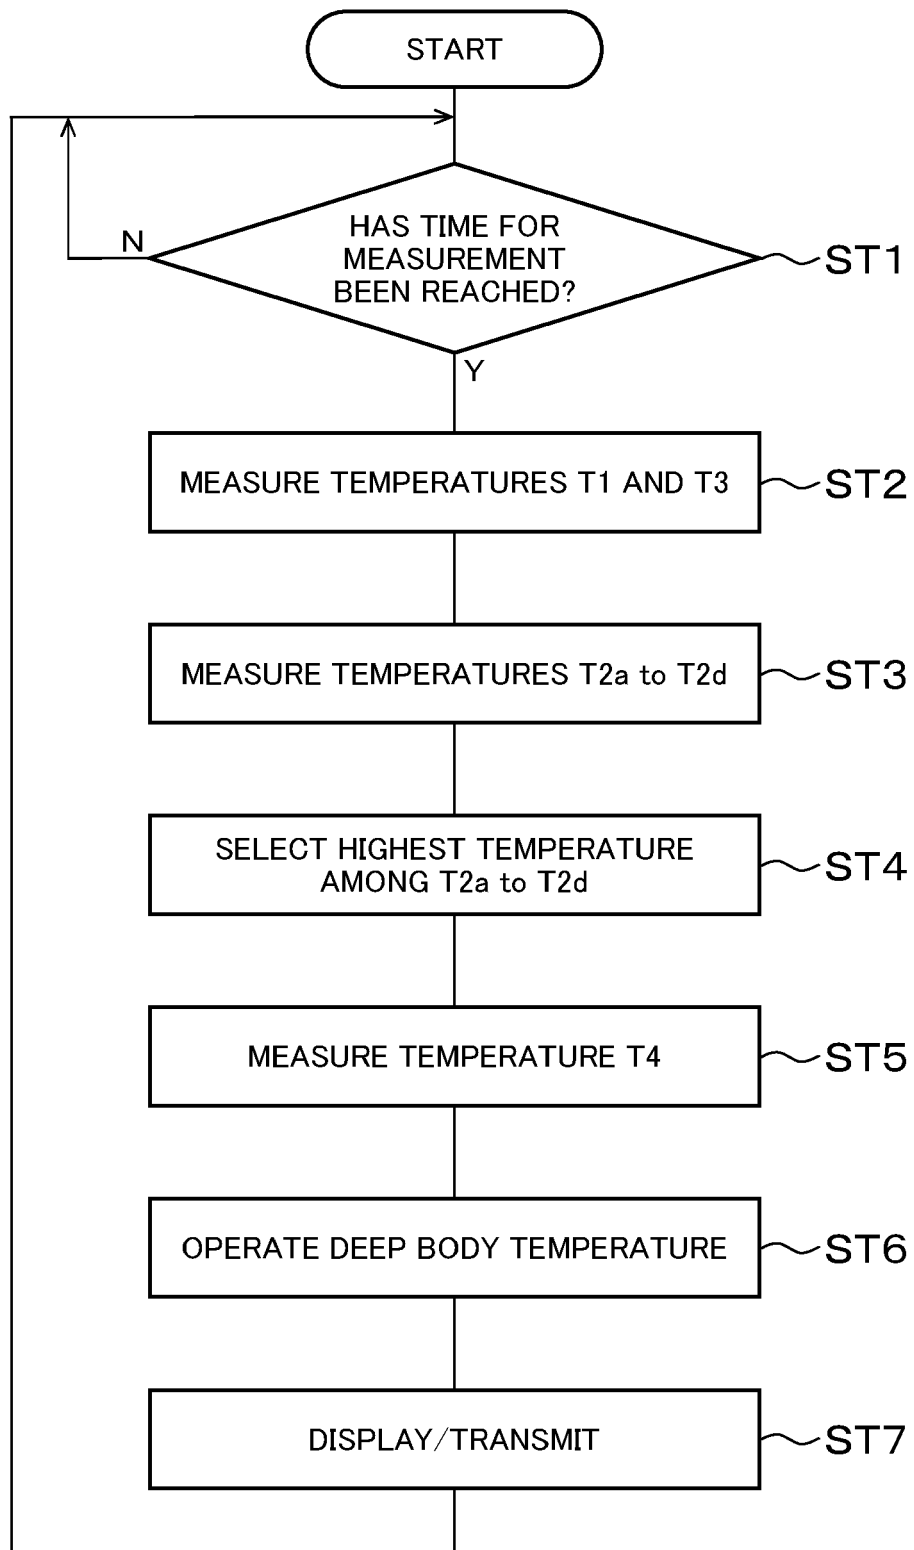 START
N
HAS TIME FOR
MEASUREMENT
BEEN REACHED?
ST1
Y
MEASURE TEMPERATURES T1 AND T3
ST2
MEASURE TEMPERATURES T2a to T2d
ST3
SELECT HIGHEST TEMPERATURE
AMONG T2a to T2d
ST4
MEASURE TEMPERATURE T4
ST5
OPERATE DEEP BODY TEMPERATURE
ST6
DISPLAY/TRANSMIT
ST7